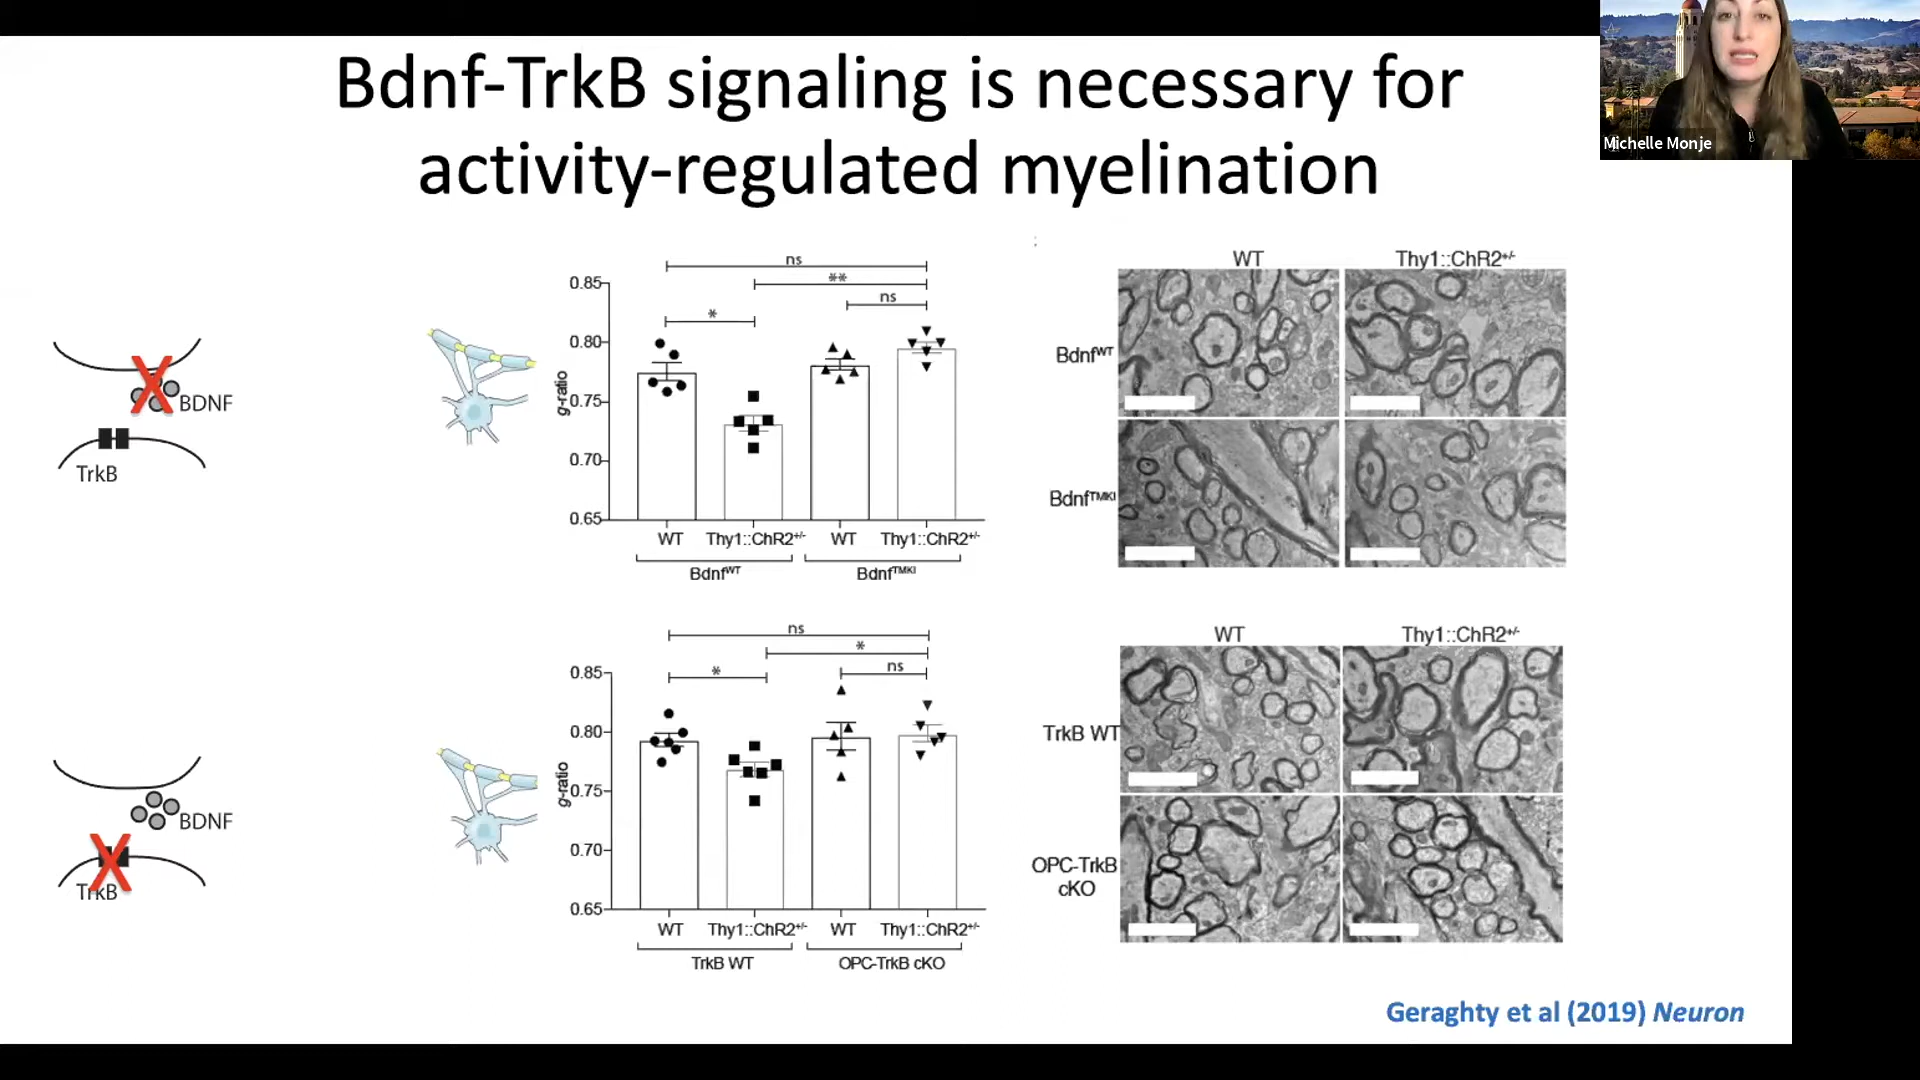 Bdnf-TrkB signaling is necessary for
activity-regulated myelination
Michelle Monje
BDNF
TrkB
ns
**
ns
*
0.85
0.80
0.75
0.70
0.65
g-ratio
WT Thy1::ChR2+/- WT Thy1::ChR2+/-
BdnfWT BdnfTMKI
WT Thy1::ChR2+/-
BdnfWT
BdnfTMKI
BDNF
TrkB
ns
*
ns
*
0.85
0.80
0.75
0.70
0.65
g-ratio
WT Thy1::ChR2+/- WT Thy1::ChR2+/-
TrkB WT OPC-TrkB cKO
WT Thy1::ChR2+/-
TrkB WT
OPC-TrkB
cKO
Geraghty et al (2019) Neuron